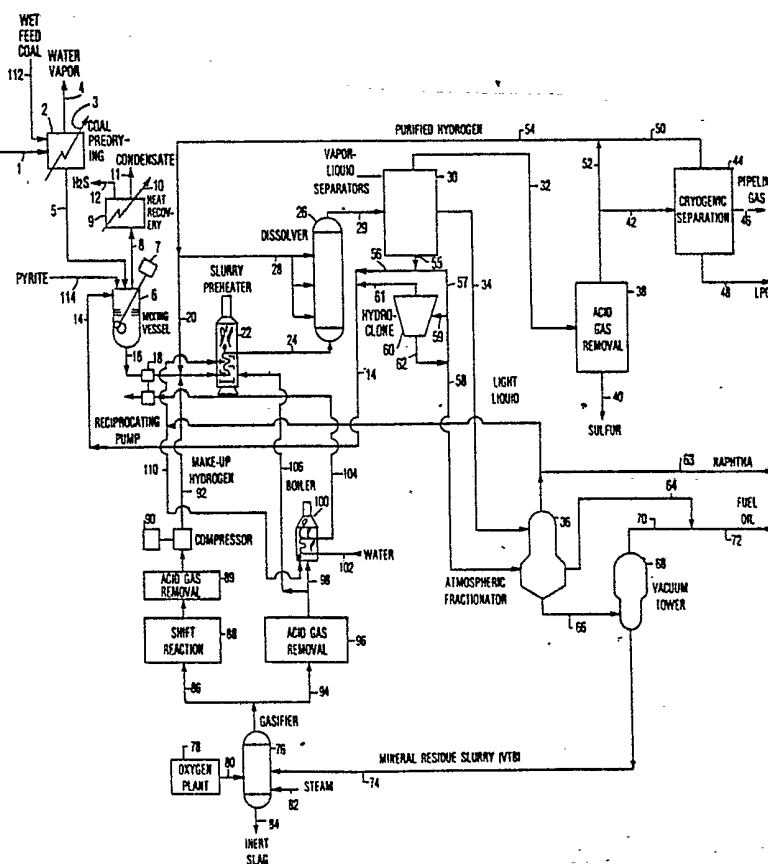 WET
FEED
COAL
WATER
VAPOR
112
4
3
2
COAL
PREDRY-
ING
1
CONDENSATE
11
H2S
12
10
HEAT
RECOV-
ERY
9
5
8
7
PYRITE
114
14
6
MIXING
VESSEL
16
18
20
RECIPROCATING
PUMP
110
SLURRY
PREHEATER
22
24
26
DISSOLVER
28
29
PURIFIED HYDROGEN
54
50
VAPOR-
LIQUID
SEPARATORS
30
32
52
44
CRYOGENIC
SEPARATION
PIPELINE
GAS
46
42
48
LPG
56
55
57
34
61
HYDRO-
CLONE
60
62
59
58
14
38
ACID
GAS
REMOVAL
40
SULFUR
LIGHT
LIQUID
MAKE-UP
HYDROGEN
92
106
104
BOILER
100
90
COMPRESSOR
WATER
102
98
89
ACID GAS
REMOVAL
SHIFT
REACTION
88
ACID GAS
REMOVAL
96
86
94
36
ATMOSPHERIC
FRACTIONATOR
63
NAPHTHA
64
FUEL
OIL
70
72
68
VACUUM
TOWER
66
GASIFIER
78
OXYGEN
PLANT
80
76
MINERAL RESIDUE SLURRY (VTB)
74
STEAM
82
84
INERT
SLAG